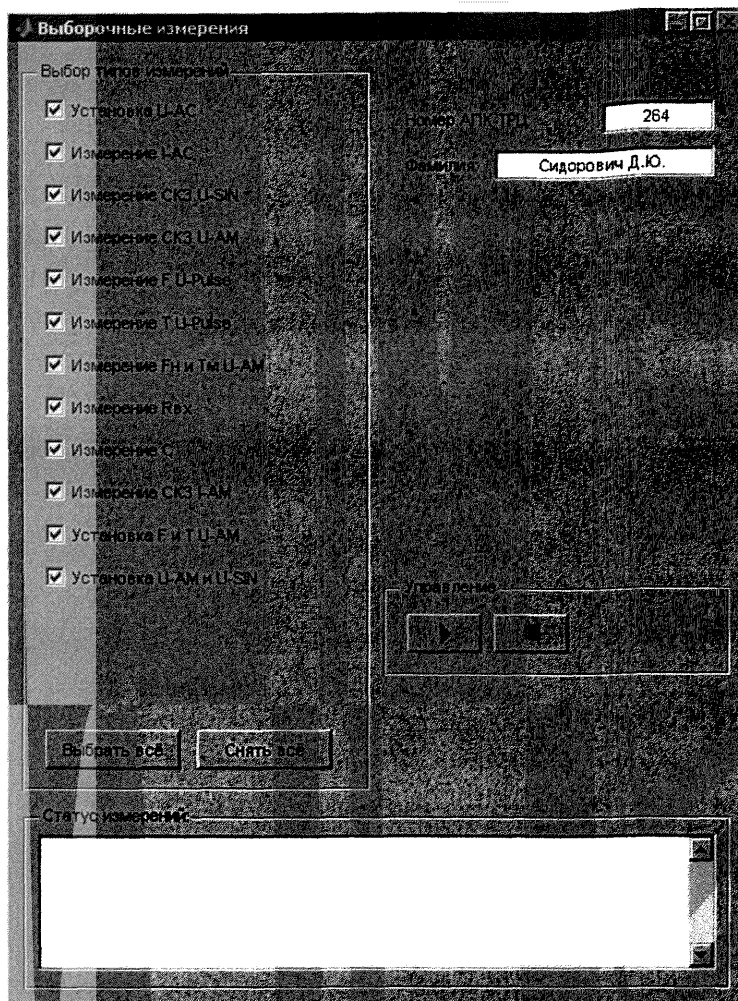 Выборочные измерения
Выбор типов измерений
Установка U-AC
Измерение I-AC
Измерение СКЗ U-SIN
Измерение СКЗ U-AM
Измерение F U-Pulse
Измерение T U-Pulse
Измерение Fн и Tм U-AM
Измерение Rвх
Измерение C
Измерение СКЗ I-AM
Установка F и T U-AM
Установка U-AM и U-SIN
Выбрать всё
Снять всё
Номер АПК-ТРЦ 264
Фамилия Сидорович Д.Ю.
Управление
Статус измерений: